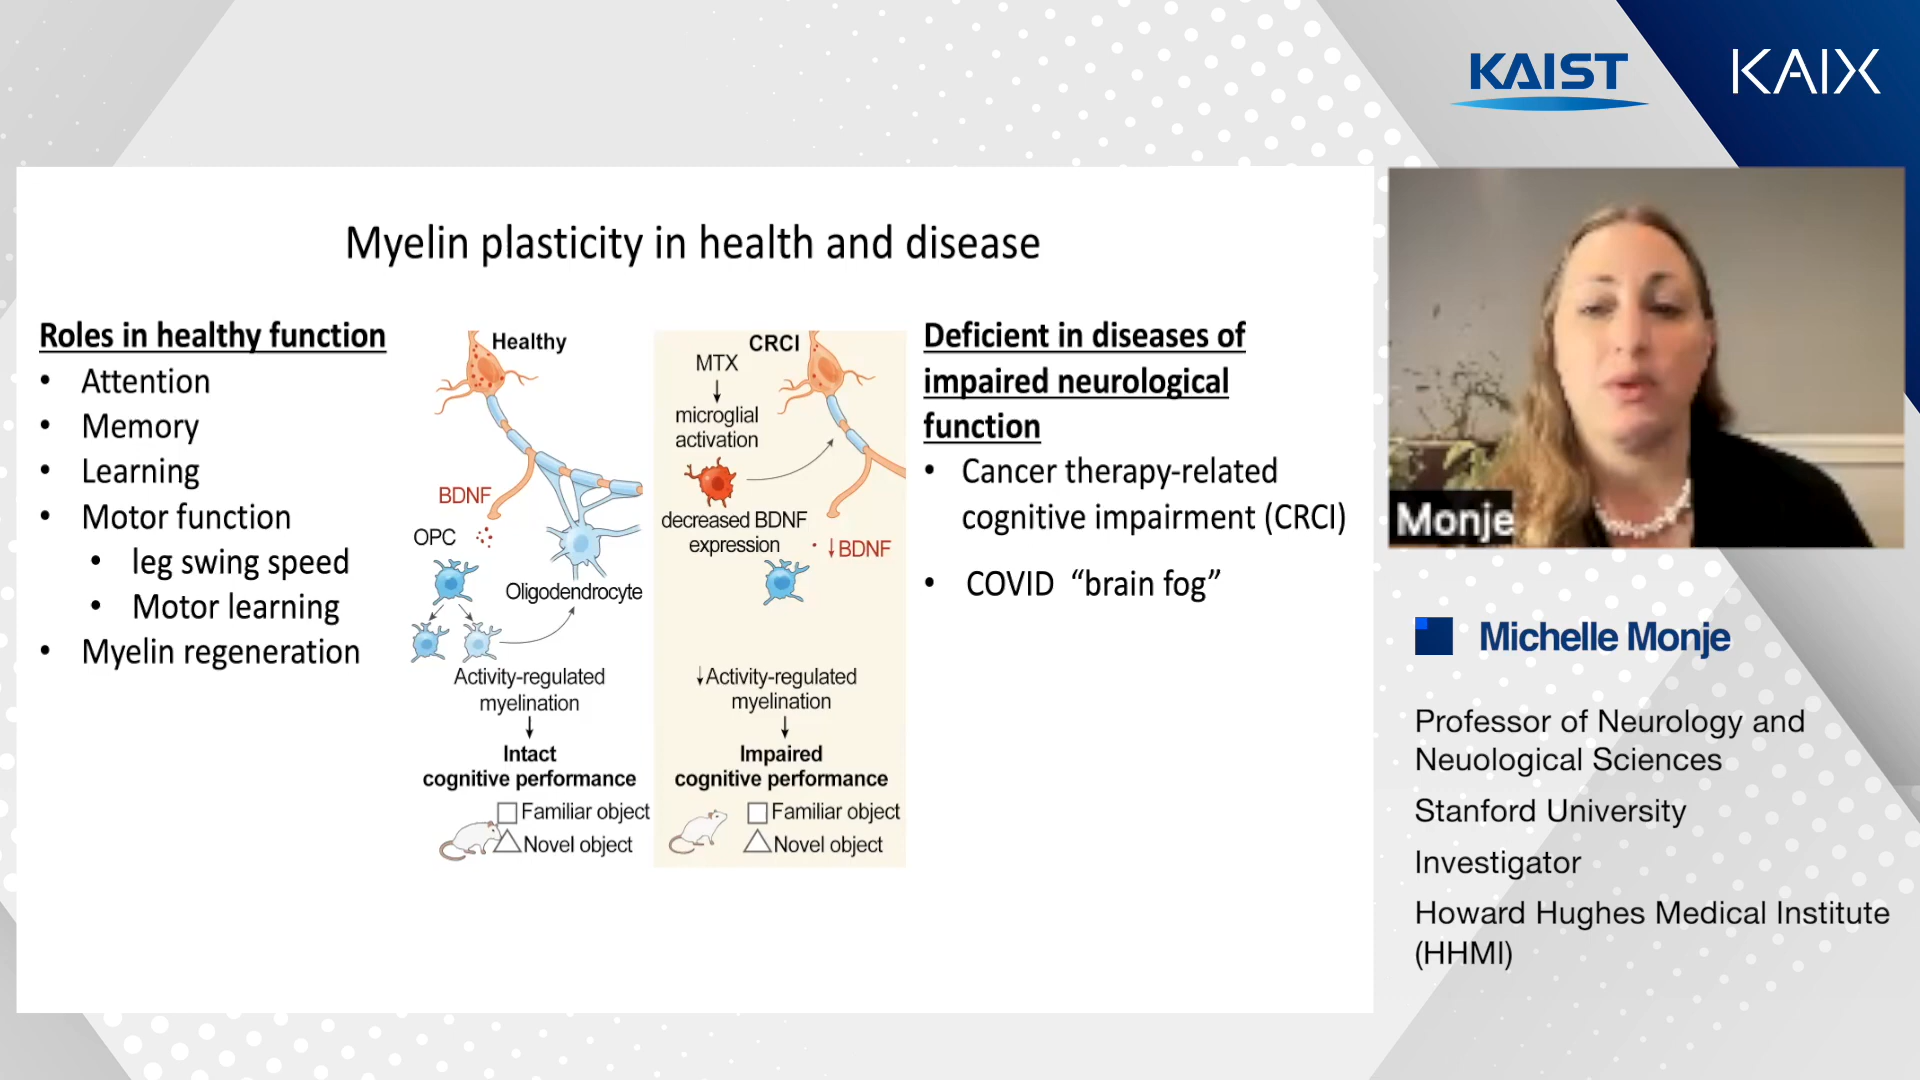 KAIST
KAIX
Myelin plasticity in health and disease
Roles in healthy function
• Attention
• Memory
• Learning
• Motor function
• leg swing speed
• Motor learning
• Myelin regeneration
Healthy
BDNF
OPC
Oligodendrocyte
Activity-regulated
myelination
Intact
cognitive performance
Familiar object
Novel object
CRCI
MTX
microglial
activation
decreased BDNF
expression
↓BDNF
↓Activity-regulated
myelination
Impaired
cognitive performance
Familiar object
Novel object
Deficient in diseases of
impaired neurological
function
• Cancer therapy-related
cognitive impairment (CRCI)
• COVID “brain fog”
Monje
Michelle Monje
Professor of Neurology and
Neuological Sciences
Stanford University
Investigator
Howard Hughes Medical Institute
(HHMI)